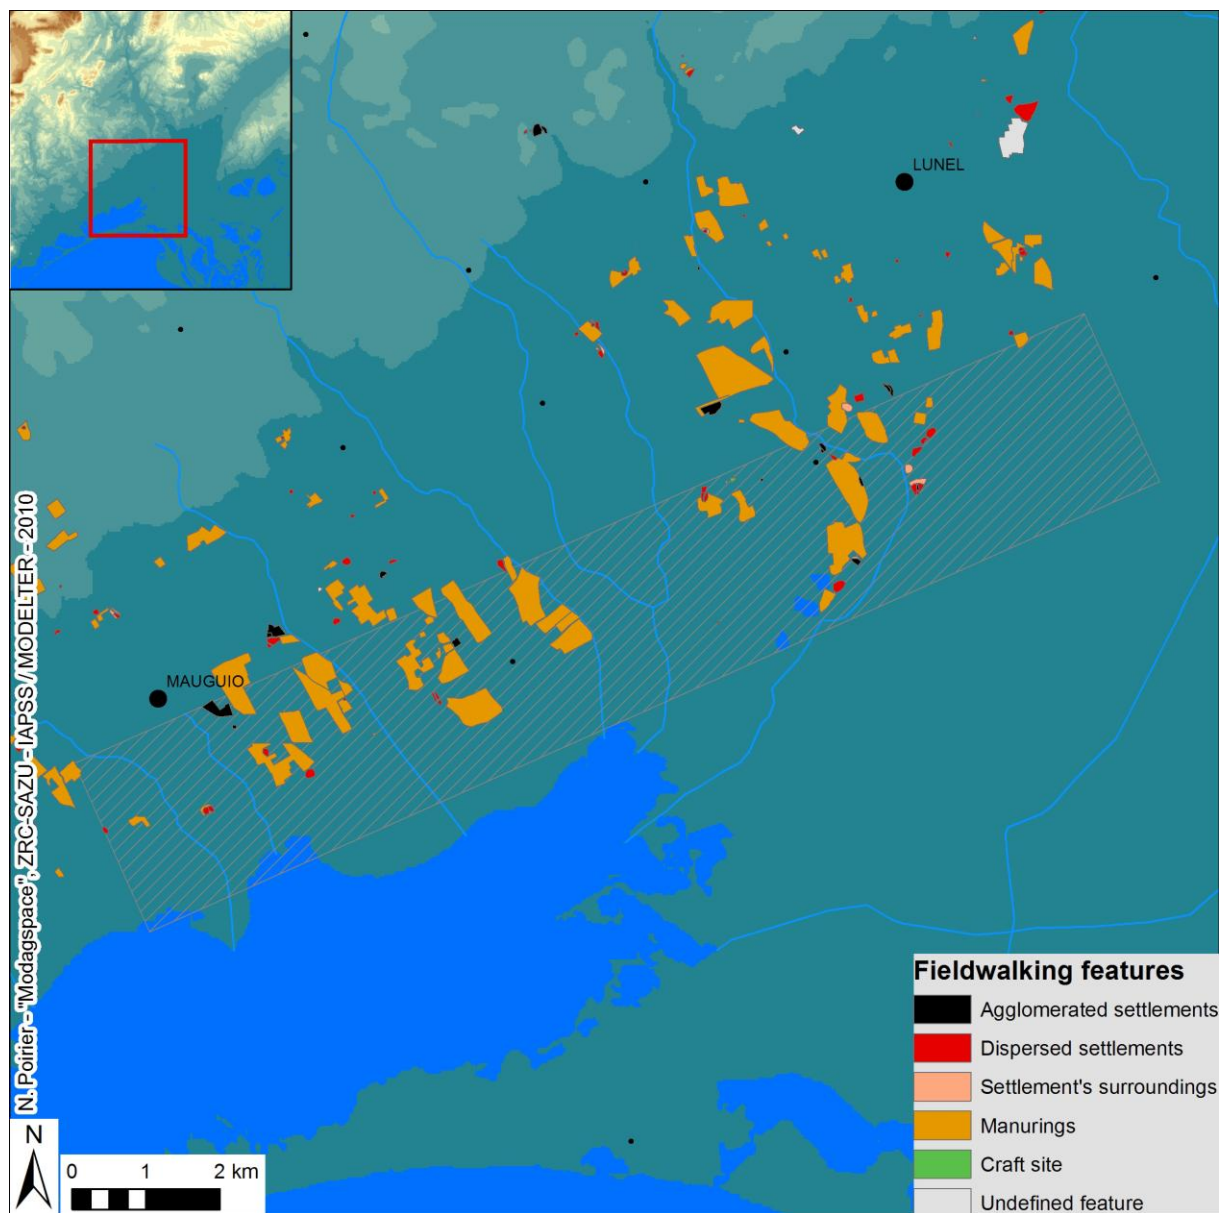 LUNEL
MAUGUIO
N. Poirier - "Modagspace", ZRC-SAZU - IAPSS / MODELTER - 2010
N
0 1 2 km
Fieldwalking features
Agglomerated settlements
Dispersed settlements
Settlement's surroundings
Manurings
Craft site
Undefined feature